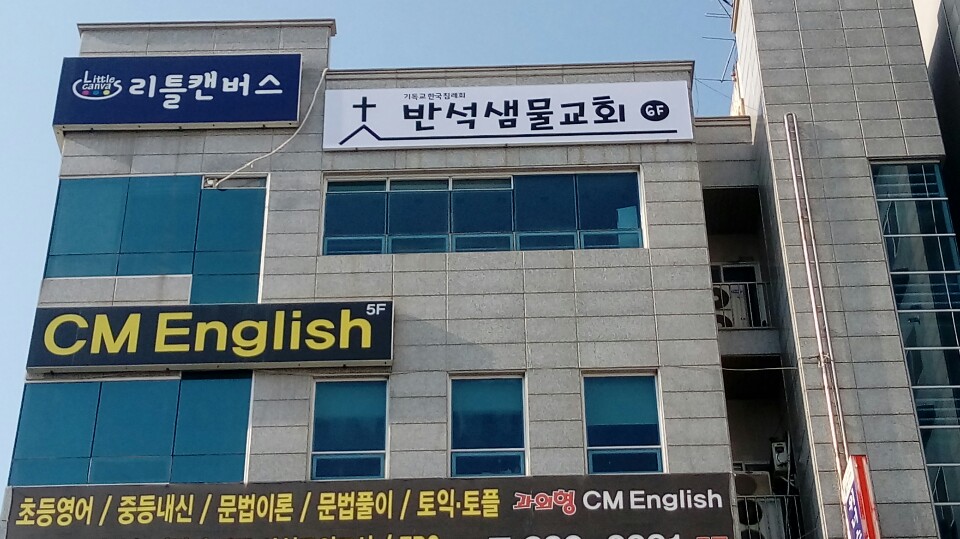 Little Canvas 리틀캔버스
기독교 한국침례회
반석샘물교회 6F
CM English 5F
초등영어 / 중등내신 / 문법이론 / 문법풀이 / 토익·토플 과외형 CM English